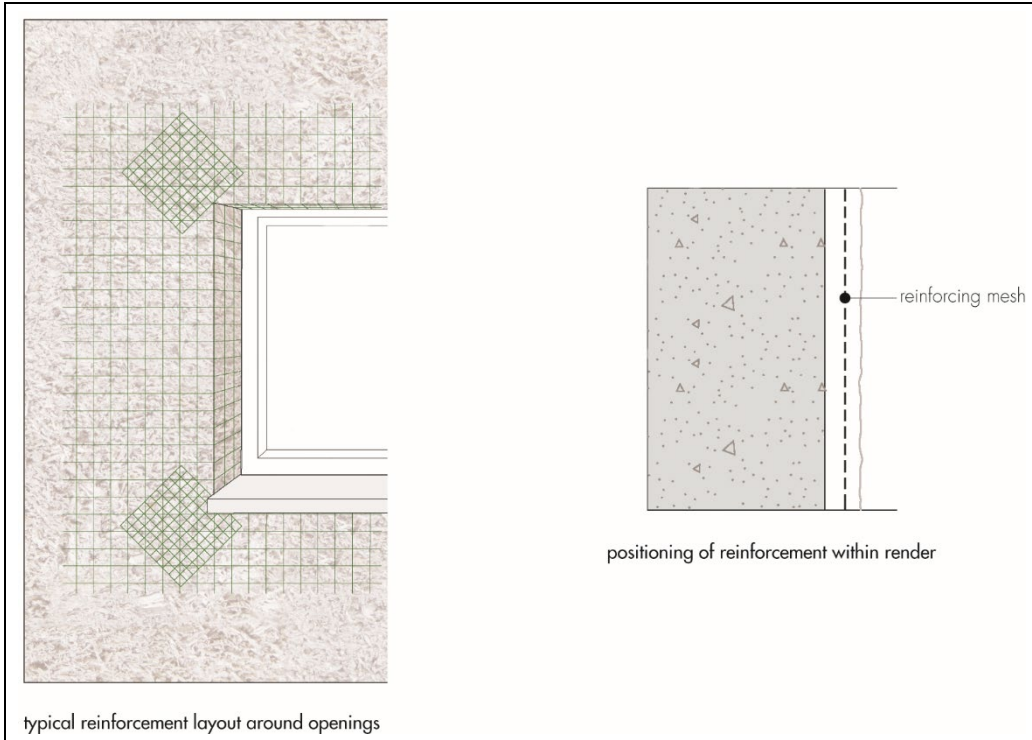 reinforcing mesh
positioning of reinforcement within render
typical reinforcement layout around openings